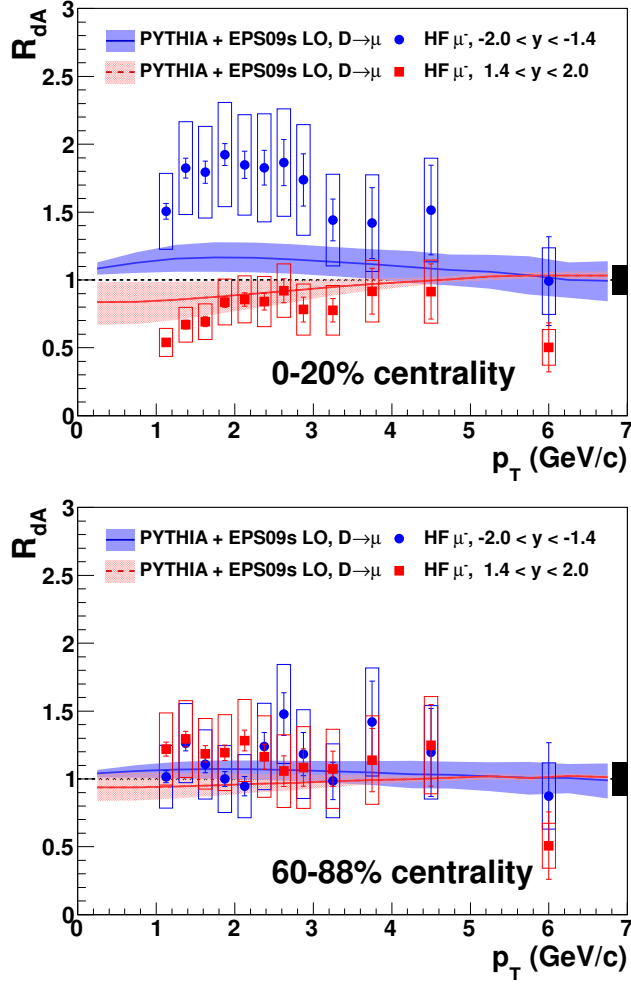 R_dA
3
2.5
2
1.5
1
0.5
0
PYTHIA + EPS09s LO, D→μ HF μ⁻, -2.0 < y < -1.4
PYTHIA + EPS09s LO, D→μ HF μ⁻, 1.4 < y < 2.0
0-20% centrality
0 1 2 3 4 5 6 7
p_T (GeV/c)
R_dA
3
2.5
2
1.5
1
0.5
0
PYTHIA + EPS09s LO, D→μ HF μ⁻, -2.0 < y < -1.4
PYTHIA + EPS09s LO, D→μ HF μ⁻, 1.4 < y < 2.0
60-88% centrality
0 1 2 3 4 5 6 7
p_T (GeV/c)